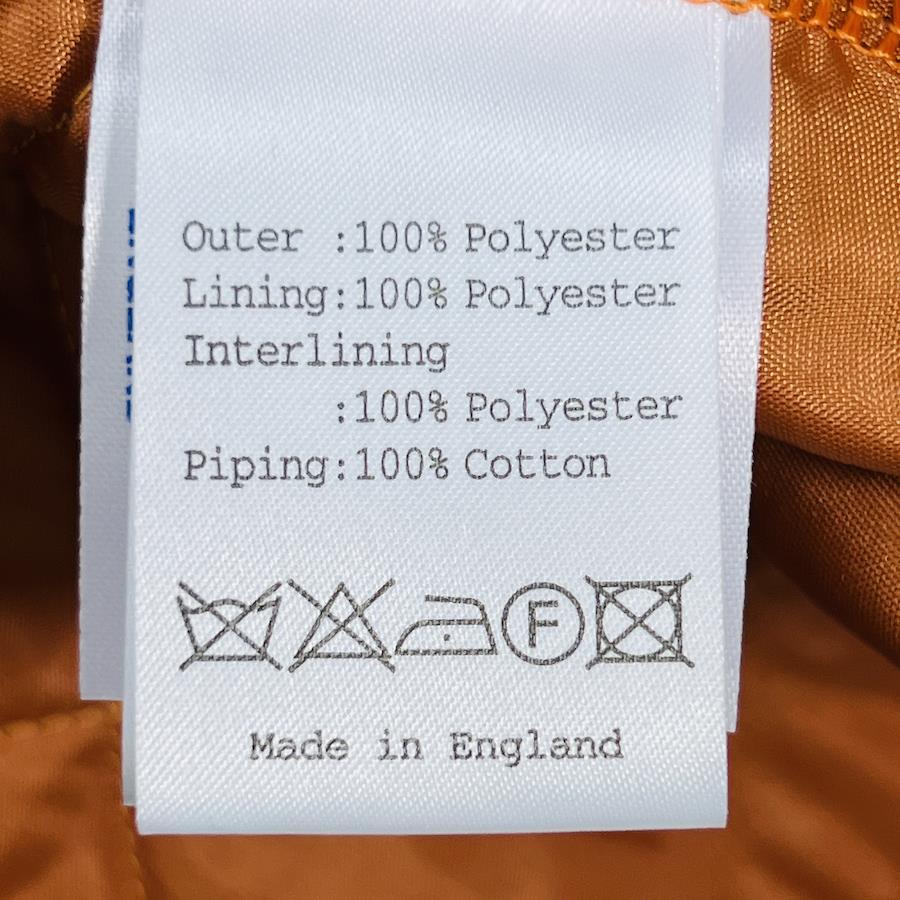 Outer :100% Polyester
Lining:100% Polyester
Interlining
:100% Polyester
Piping:100% Cotton
F
Made in England